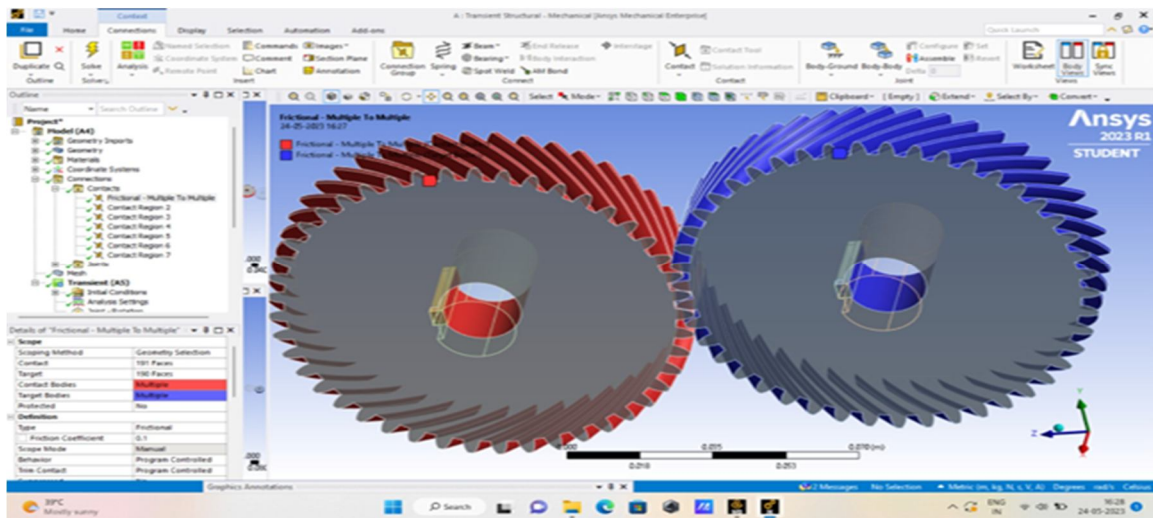 A : Transient Structural - Mechanical [Ansys Mechanical Enterprise]
Context
File Home Connections Display Selection Automation Add-ons
Quick Launch
Duplicate
Outline
Solve
Analysis
Named Selection
Coordinate System
Remote Point
Commands
Comment
Chart
Images
Section Plane
Annotation
Insert
Connection Group
Spring
Beam
Bearing
Spot Weld
End Release
Body Interaction
AM Bond
Interstage
Connect
Contact
Contact Tool
Solution Information
Contact
Body-Ground
Configure
Set
Assemble
Revert
Delta
Joint
Worksheet
Body Views
Sync Views
Views
Outline
Name Search Outline
Select Mode Clipboard [ Empty ] Extend Select By Convert
Project*
Model (A4)
Geometry Imports
Geometry
Materials
Coordinate Systems
Connections
Contacts
Frictional - Multiple To Multiple
Contact Region 2
Contact Region 3
Contact Region 4
Contact Region 5
Contact Region 6
Contact Region 7
Joints
Mesh
Transient (A5)
Initial Conditions
Analysis Settings
Joint - Rotation
Details of "Frictional - Multiple To Multiple"
Scope
Scoping Method Geometry Selection
Contact 191 Faces
Target 190 Faces
Contact Bodies Multiple
Target Bodies Multiple
Protected No
Definition
Type Frictional
Friction Coefficient 0.1
Scope Mode Manual
Behavior Program Controlled
Trim Contact Program Controlled
Frictional - Multiple To Multiple
24-05-2023 16:27
Ansys
2023 R1
STUDENT
0.000 0.035 0.070 (m)
0.018 0.053
Y
Z
Graphics Annotations
2 Messages No Selection Metric (m, kg, N, s, V, A) Degrees rad/s Celsius
39°C
Mostly sunny
Search
ENG
IN
16:28
24-05-2023